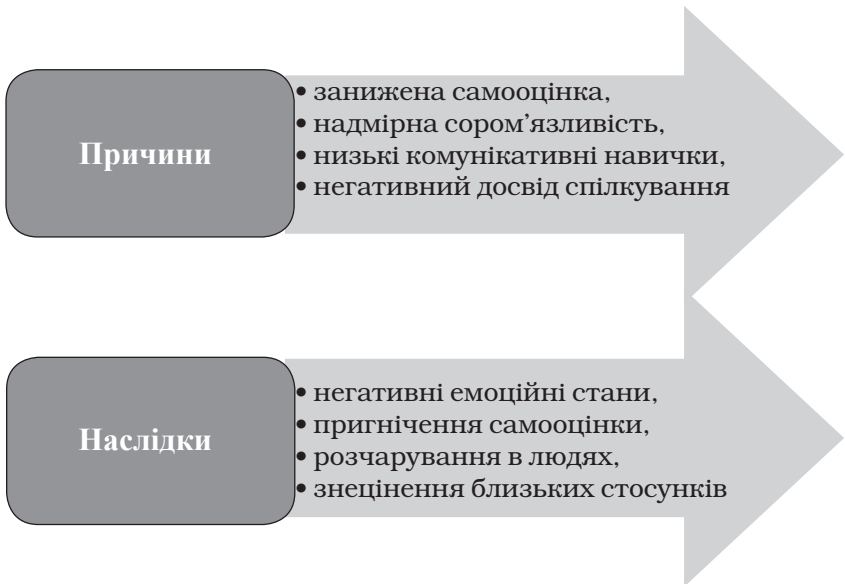 Причини
• занижена самооцінка,
• надмірна сором’язливість,
• низькі комунікативні навички,
• негативний досвід спілкування
Наслідки
• негативні емоційні стани,
• пригнічення самооцінки,
• розчарування в людях,
• знецінення близьких стосунків